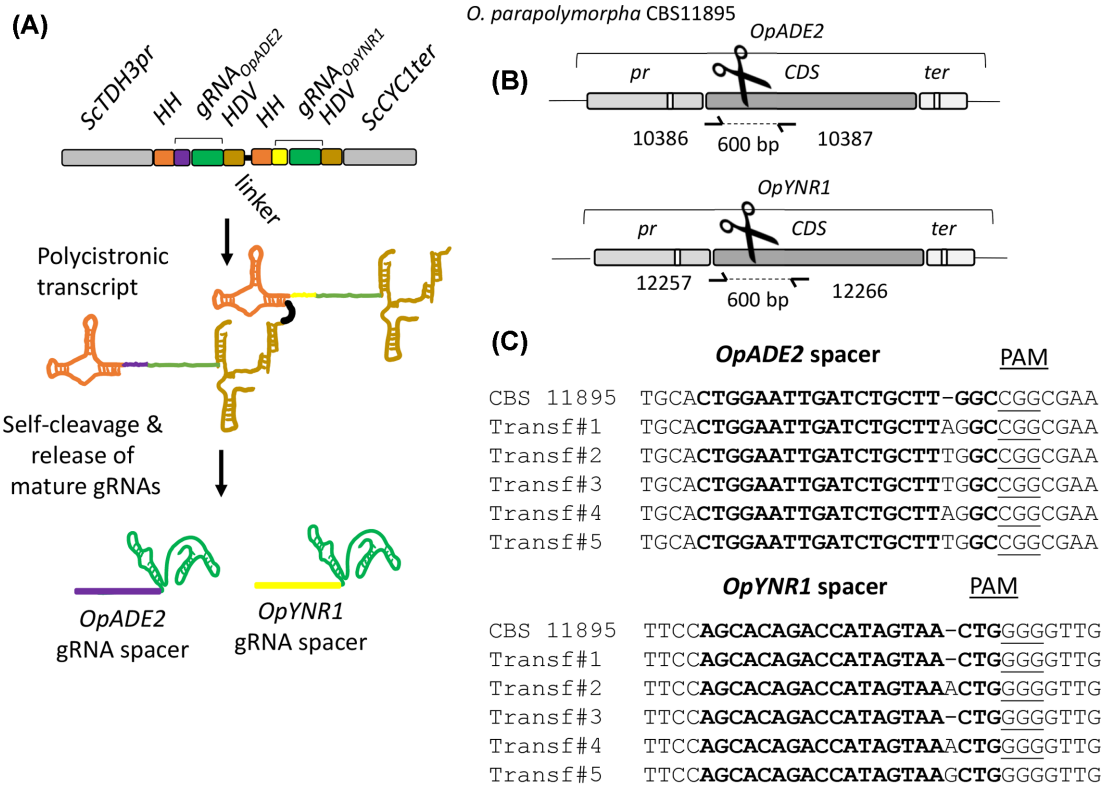 (A)
ScTDH3pr
HH
gRNAOpADE2
HDV
HH
gRNAOpYNR1
HDV
ScCYC1ter
linker
Polycistronic
transcript
Self-cleavage &
release of
mature gRNAs
OpADE2
gRNA spacer
OpYNR1
gRNA spacer
O. parapolymorpha CBS11895
(B)
OpADE2
pr
CDS
ter
10386
600 bp
10387
OpYNR1
pr
CDS
ter
12257
600 bp
12266
(C)
OpADE2 spacer PAM
CBS 11895 TGCACTGGAATTGATCTGCTT-GGCCGGCGAA
Transf#1 TGCACTGGAATTGATCTGCTTAGGCCGGCGAA
Transf#2 TGCACTGGAATTGATCTGCTTTGGCCGGCGAA
Transf#3 TGCACTGGAATTGATCTGCTTTGGCCGGCGAA
Transf#4 TGCACTGGAATTGATCTGCTTAGGCCGGCGAA
Transf#5 TGCACTGGAATTGATCTGCTTTGGCCGGCGAA
OpYNR1 spacer PAM
CBS 11895 TTCCAGCACAGACCATAGTAA-CTGGGGGTTG
Transf#1 TTCCAGCACAGACCATAGTAA-CTGGGGGTTG
Transf#2 TTCCAGCACAGACCATAGTAAACTGGGGGTTG
Transf#3 TTCCAGCACAGACCATAGTAA-CTGGGGGTTG
Transf#4 TTCCAGCACAGACCATAGTAAACTGGGGGTTG
Transf#5 TTCCAGCACAGACCATAGTAAGCTGGGGGTTG